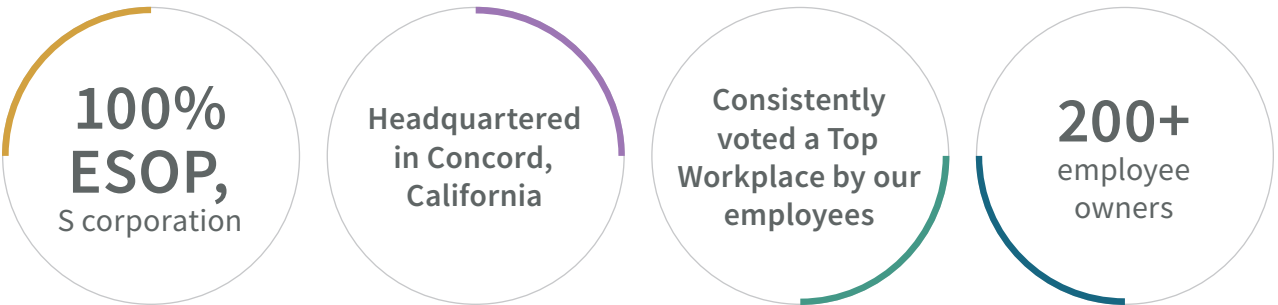 100%
ESOP,
S corporation
Headquartered
in Concord,
California
Consistently
voted a Top
Workplace by our
employees
200+
employee
owners